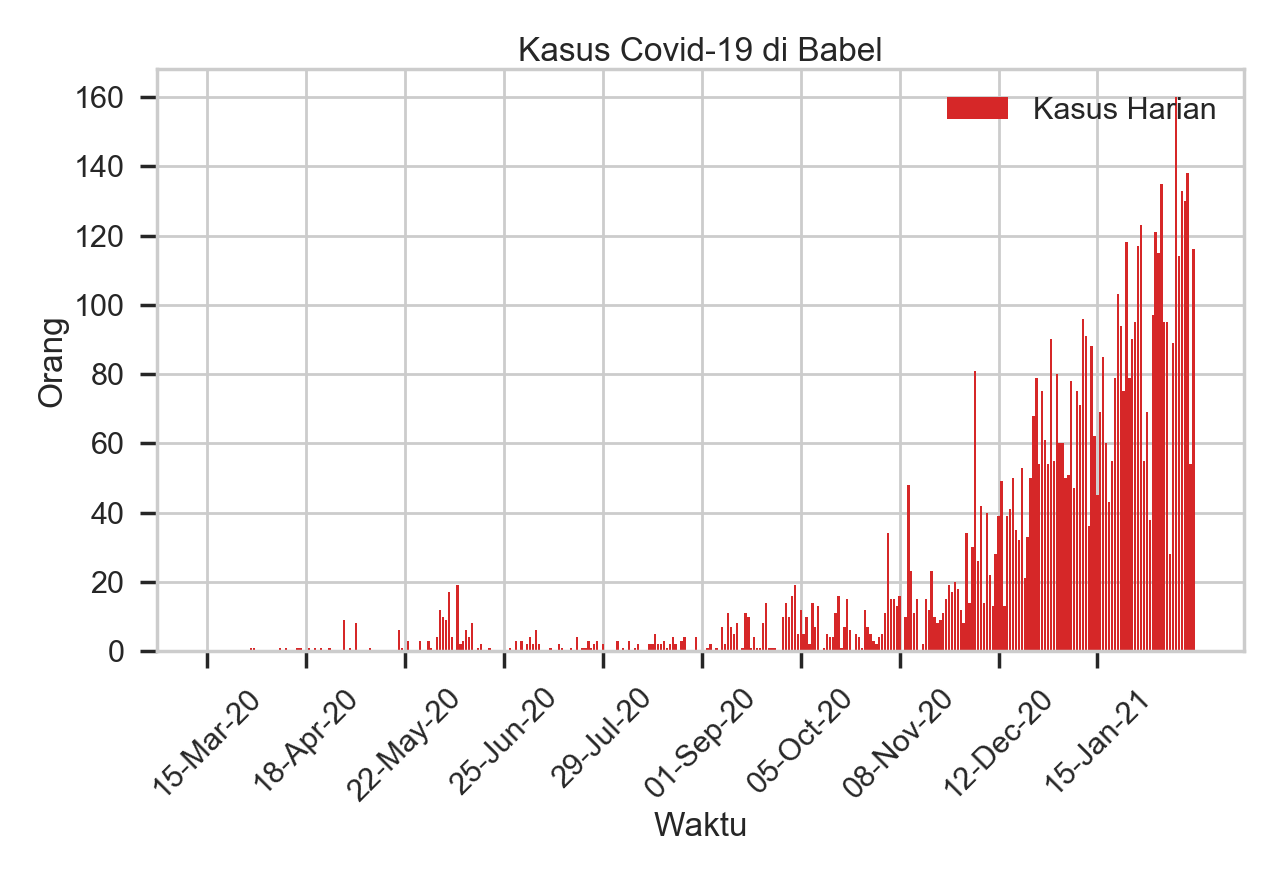 Kasus Covid-19 di Babel
Kasus Harian
160
140
120
100
80
60
40
20
0
Orang
15-Mar-20
18-Apr-20
22-May-20
25-Jun-20
29-Jul-20
01-Sep-20
05-Oct-20
08-Nov-20
12-Dec-20
15-Jan-21
Waktu